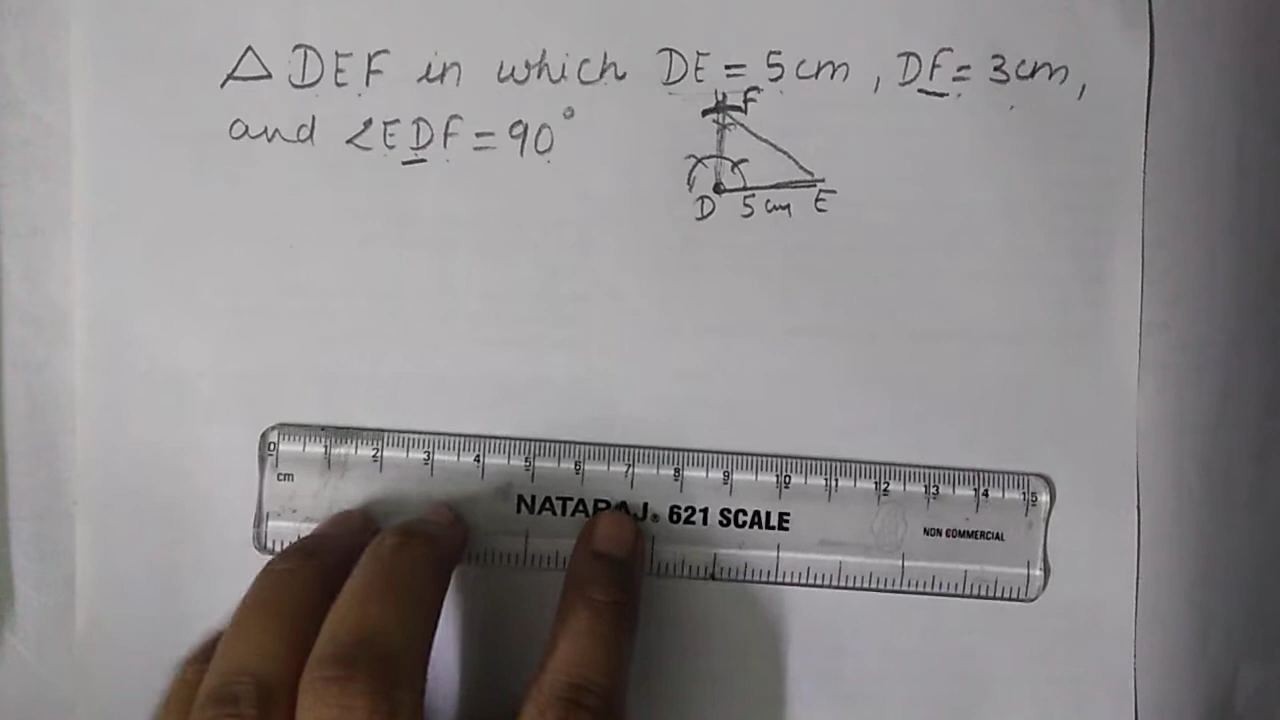 △ DEF in which DE = 5cm, DF = 3cm,
and ∠EDF = 90°
F
D 5cm E
0 1 2 3 4 5 6 7 8 9 10 11 12 13 14 15
cm
NATARAJ® 621 SCALE
NON COMMERCIAL